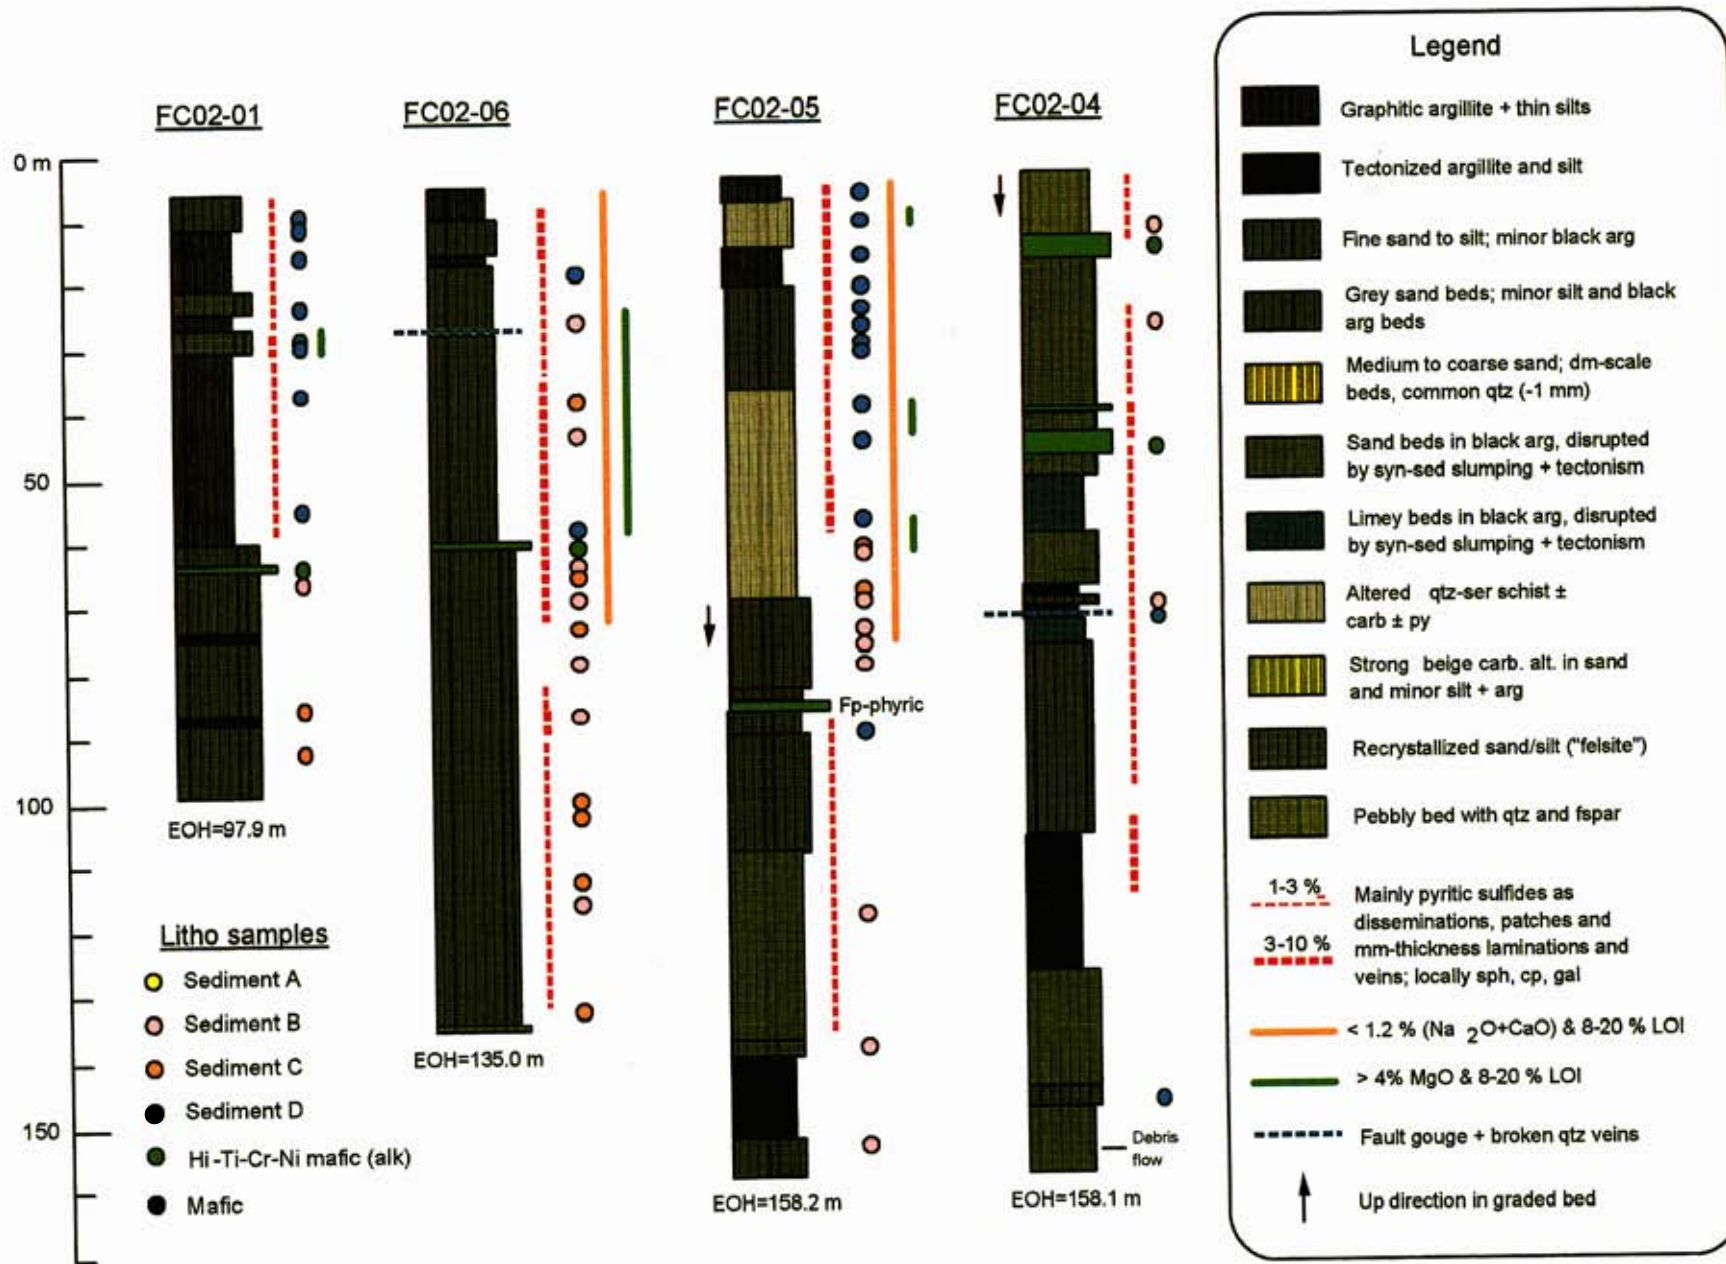 FC02-01
FC02-06
FC02-05
FC02-04
0 m
50
100
150
EOH=97.9 m
EOH=135.0 m
EOH=158.2 m
EOH=158.1 m
Fp-phyric
Debris
flow
Litho samples
Sediment A
Sediment B
Sediment C
Sediment D
Hi-Ti-Cr-Ni mafic (alk)
Mafic
Legend
Graphitic argillite + thin silts
Tectonized argillite and silt
Fine sand to silt; minor black arg
Grey sand beds; minor silt and black
arg beds
Medium to coarse sand; dm-scale
beds, common qtz (-1 mm)
Sand beds in black arg, disrupted
by syn-sed slumping + tectonism
Limey beds in black arg, disrupted
by syn-sed slumping + tectonism
Altered qtz-ser schist ±
carb ± py
Strong beige carb. alt. in sand
and minor silt + arg
Recrystallized sand/silt ("felsite")
Pebbly bed with qtz and fspar
1-3 %
3-10 %
Mainly pyritic sulfides as
disseminations, patches and
mm-thickness laminations and
veins; locally sph, cp, gal
< 1.2 % (Na 2O+CaO) & 8-20 % LOI
> 4% MgO & 8-20 % LOI
Fault gouge + broken qtz veins
Up direction in graded bed